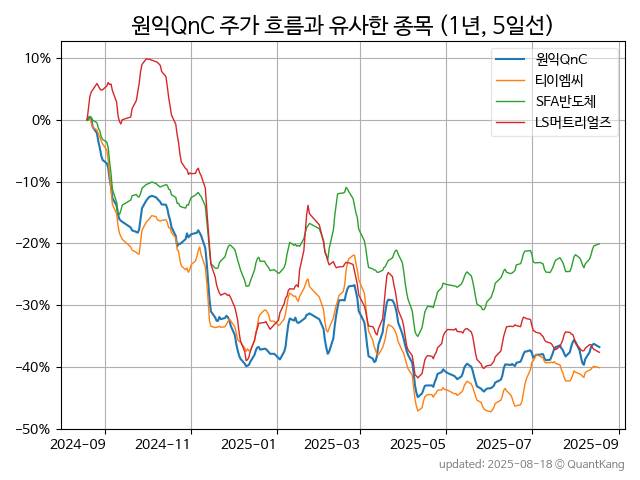 원익QnC 주가 흐름과 유사한 종목 (1년, 5일선)
원익QnC
티이엠씨
SFA반도체
LS머트리얼즈
10%
0%
−10%
−20%
−30%
−40%
−50%
2024−09
2024−11
2025−01
2025−03
2025−05
2025−07
2025−09
updated: 2025-08-18 © QuantKang